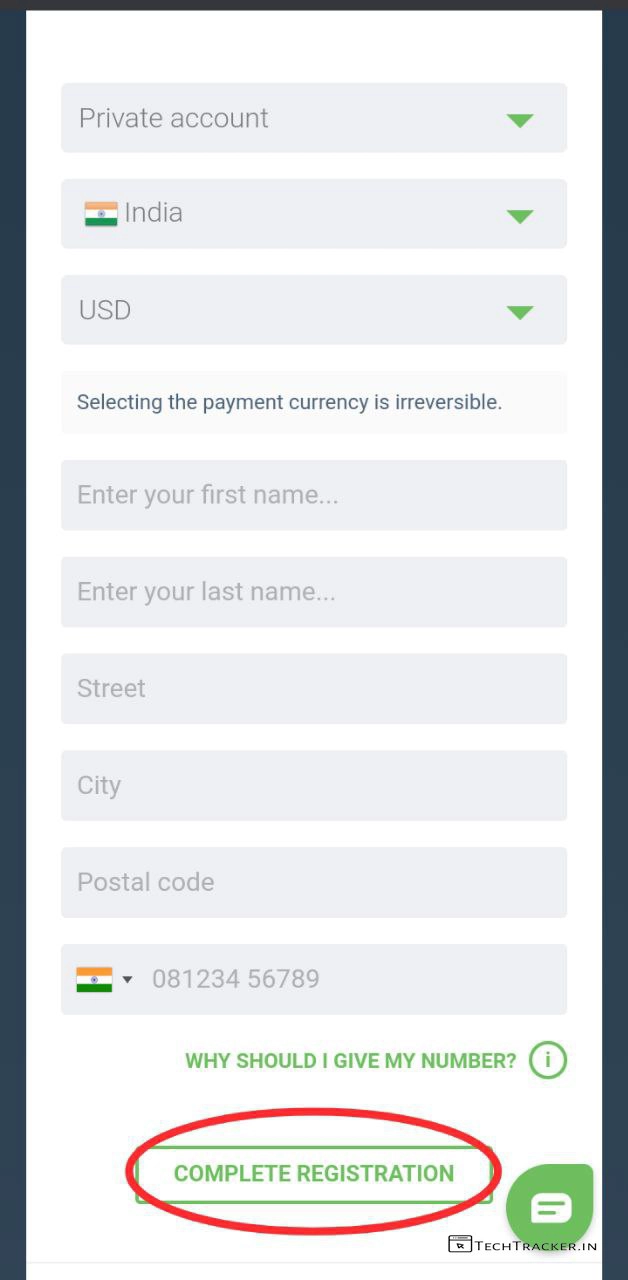 Private account
India
USD
Selecting the payment currency is irreversible.
Enter your first name...
Enter your last name...
Street
City
Postal code
081234 56789
WHY SHOULD I GIVE MY NUMBER? i
COMPLETE REGISTRATION
TECHTRACKER.IN